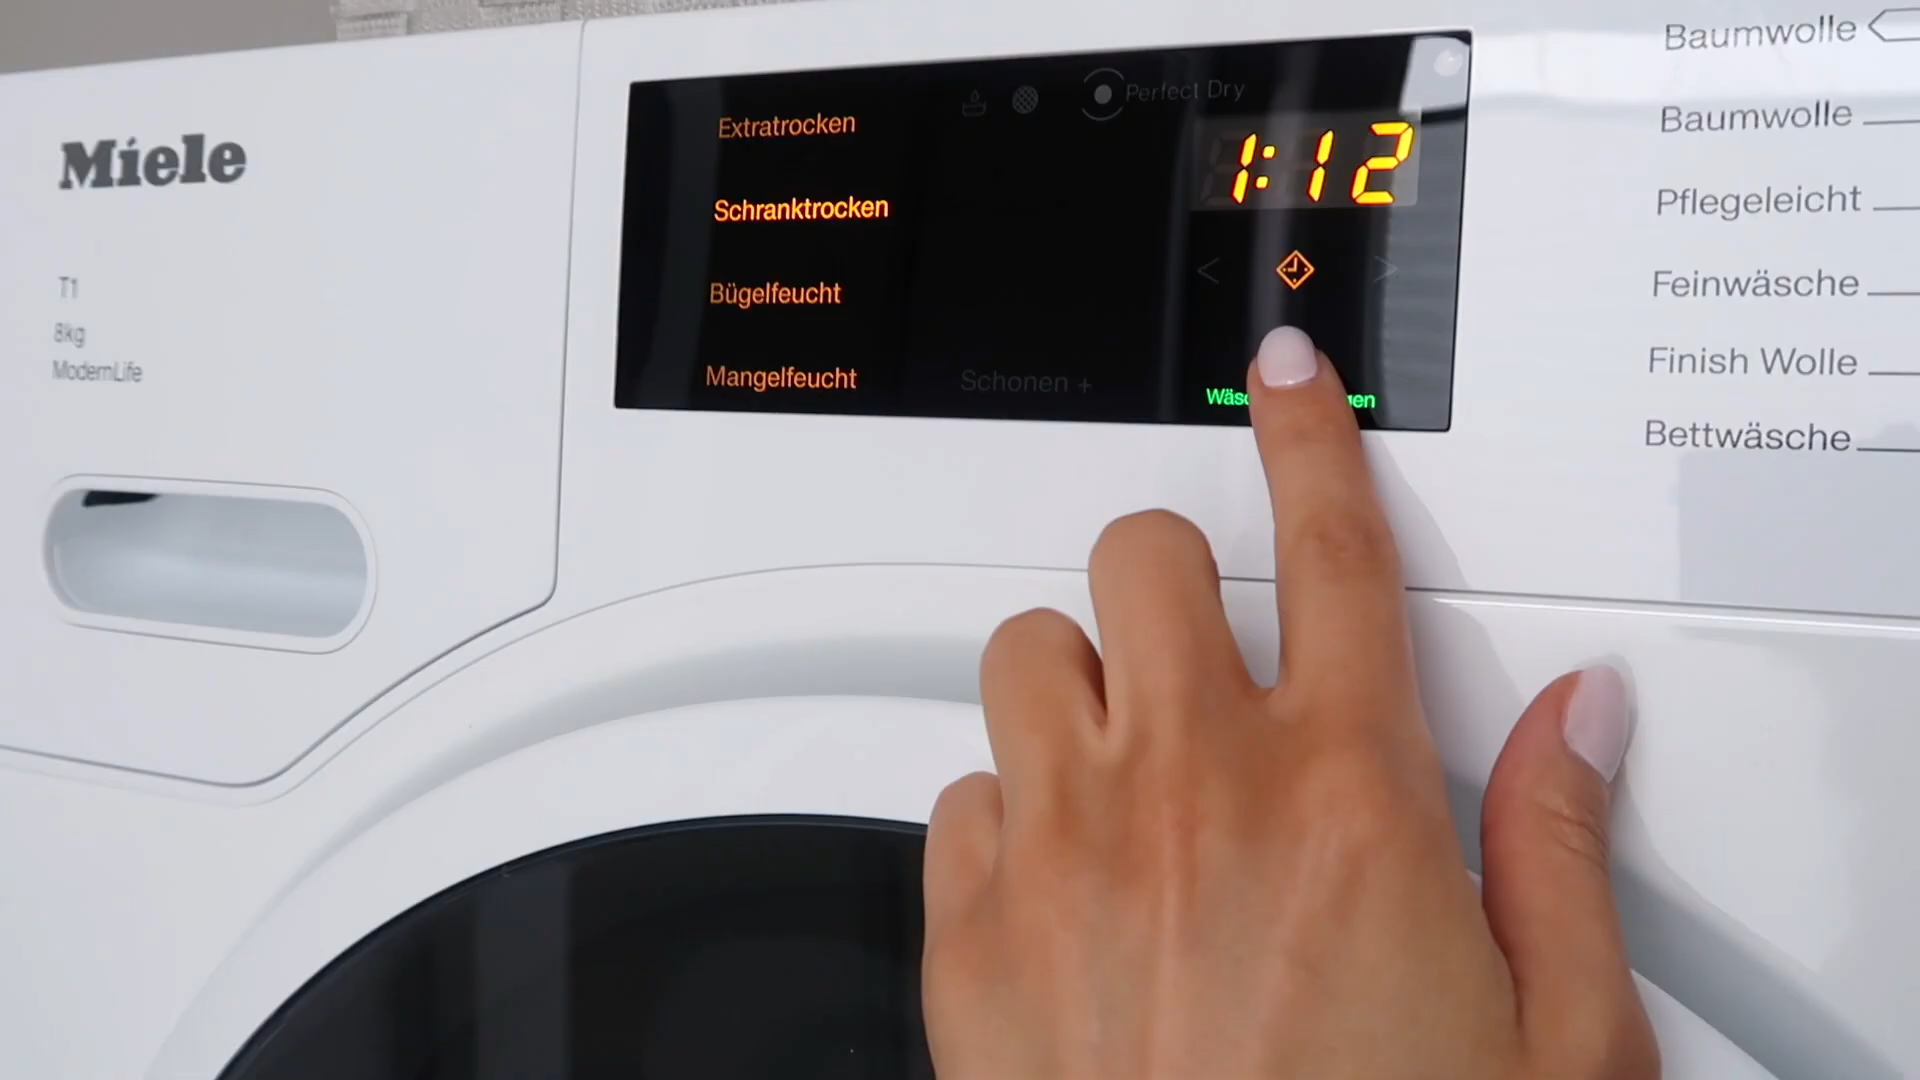 Miele
T1
8kg
ModernLife
Perfect Dry
Extratrocken
1:12
Schranktrocken
Bügelfeucht
Mangelfeucht
Schonen +
Baumwolle
Baumwolle
Pflegeleicht
Feinwäsche
Finish Wolle
Bettwäsche